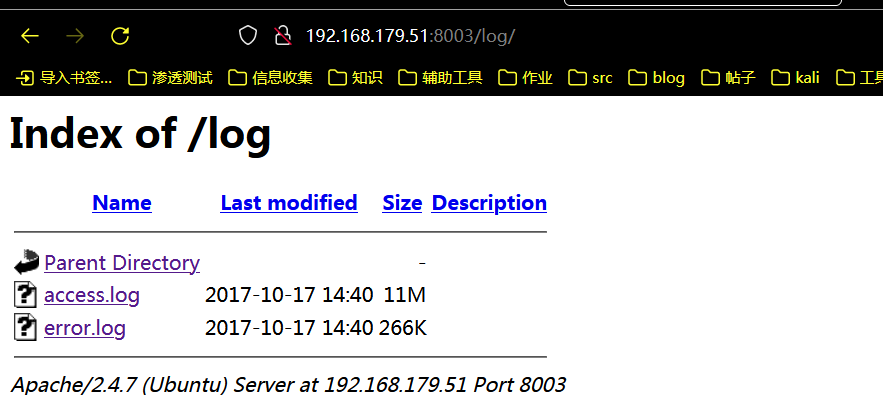 192.168.179.51:8003/log/
导入书签... 渗透测试 信息收集 知识 辅助工具 作业 src blog 帖子 kali 工具
Index of /log
Name Last modified Size Description
Parent Directory -
access.log 2017-10-17 14:40 11M
error.log 2017-10-17 14:40 266K
Apache/2.4.7 (Ubuntu) Server at 192.168.179.51 Port 8003